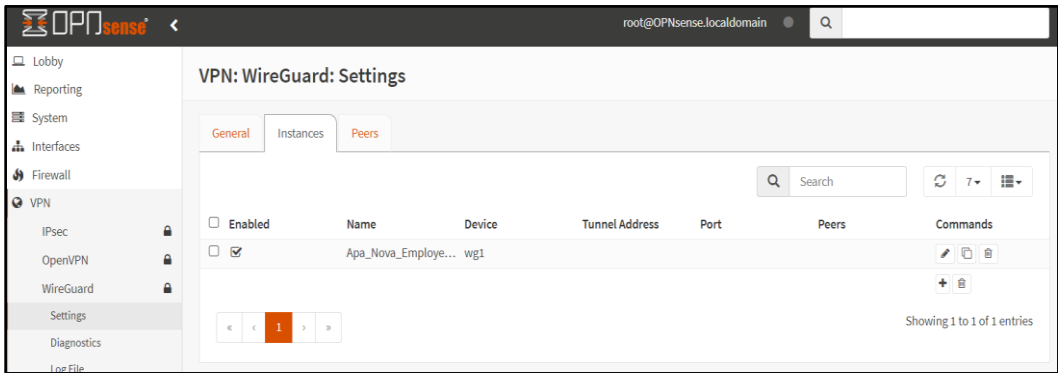 OPNsense
root@OPNsense.localdomain
Lobby
Reporting
System
Interfaces
Firewall
VPN
IPsec
OpenVPN
WireGuard
Settings
Diagnostics
Log File
VPN: WireGuard: Settings
General Instances Peers
Search 7
Enabled Name Device Tunnel Address Port Peers Commands
Apa_Nova_Employe... wg1
« ‹ 1 › »
Showing 1 to 1 of 1 entries